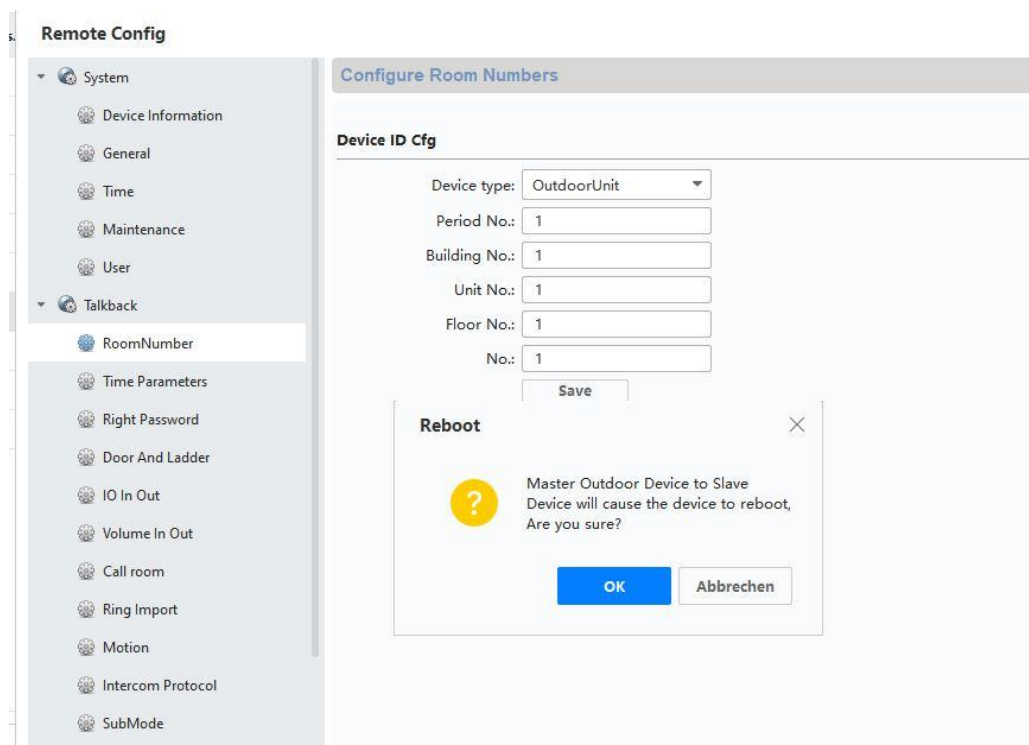 s.
Remote Config
System
Device Information
General
Time
Maintenance
User
Talkback
RoomNumber
Time Parameters
Right Password
Door And Ladder
IO In Out
Volume In Out
Call room
Ring Import
Motion
Intercom Protocol
SubMode
Configure Room Numbers
Device ID Cfg
Device type: OutdoorUnit
Period No.: 1
Building No.: 1
Unit No.: 1
Floor No.: 1
No.: 1
Save
Reboot
Master Outdoor Device to Slave
Device will cause the device to reboot,
Are you sure?
OK Abbrechen